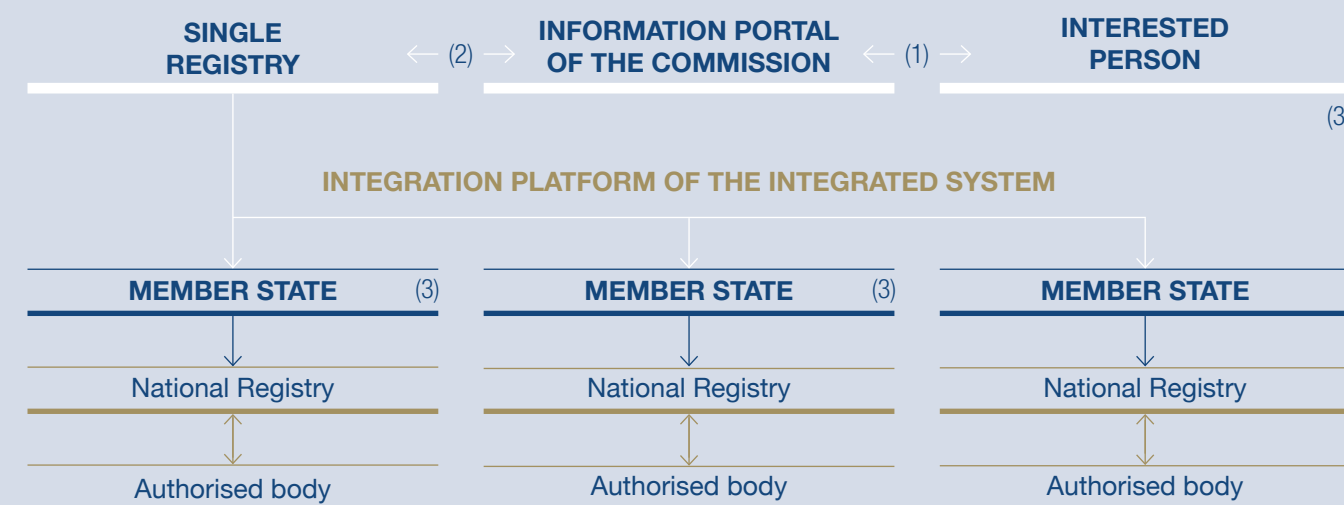 SINGLE
REGISTRY
(2)
INFORMATION PORTAL
OF THE COMMISSION
(1)
INTERESTED
PERSON
(3
INTEGRATION PLATFORM OF THE INTEGRATED SYSTEM
MEMBER STATE (3)
MEMBER STATE (3)
MEMBER STATE
National Registry
National Registry
National Registry
Authorised body
Authorised body
Authorised body